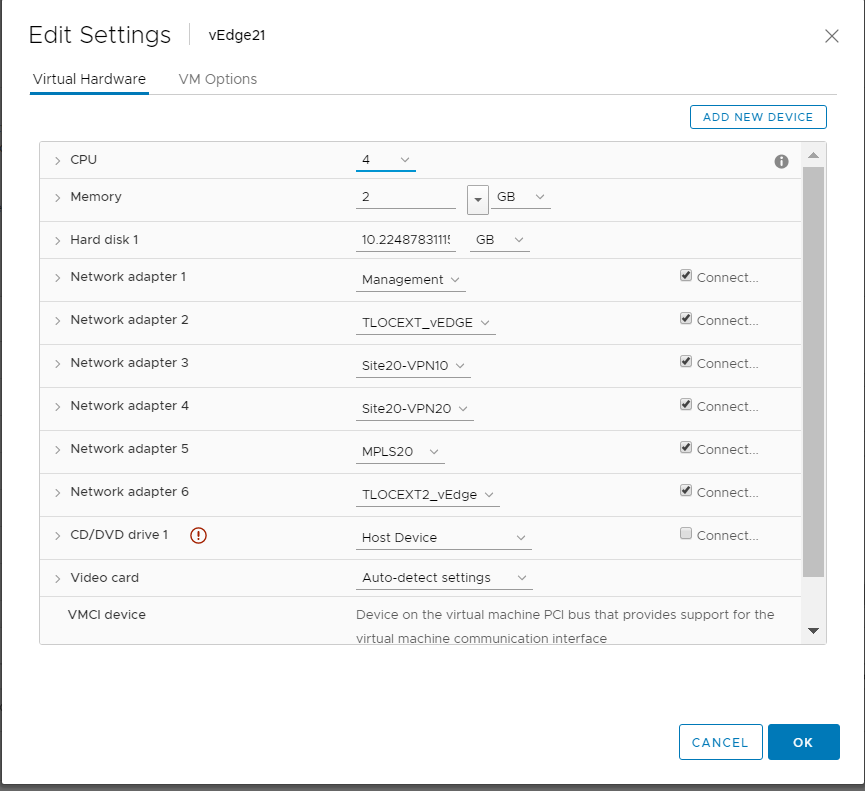 Edit Settings vEdge21
Virtual Hardware VM Options
ADD NEW DEVICE
CPU 4
Memory 2 GB
Hard disk 1 10.2248783111 GB
Network adapter 1 Management Connect...
Network adapter 2 TLOCEXT_vEDGE Connect...
Network adapter 3 Site20-VPN10 Connect...
Network adapter 4 Site20-VPN20 Connect...
Network adapter 5 MPLS20 Connect...
Network adapter 6 TLOCEXT2_vEdge Connect...
CD/DVD drive 1 Host Device Connect...
Video card Auto-detect settings
VMCI device Device on the virtual machine PCI bus that provides support for the
virtual machine communication interface
CANCEL OK